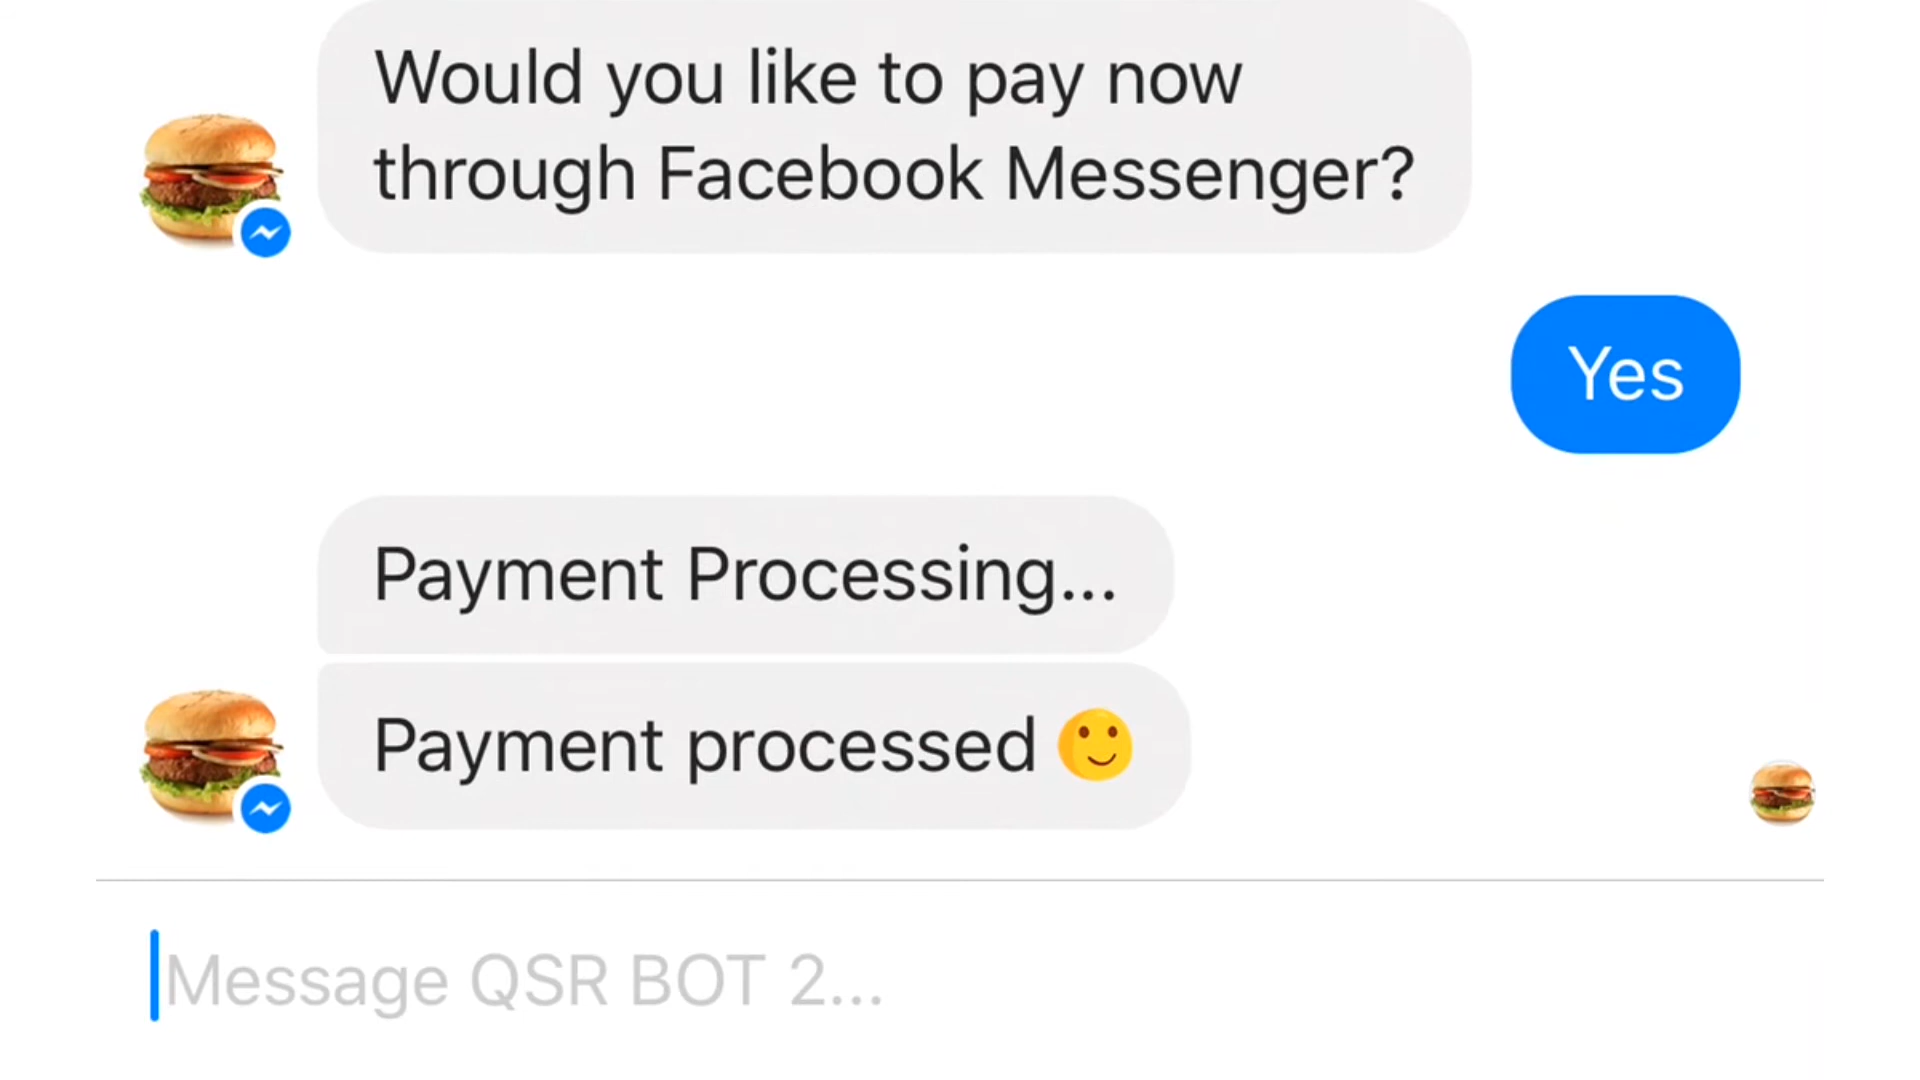 Would you like to pay now
through Facebook Messenger?
Yes
Payment Processing...
Payment processed 🙂
Message QSR BOT 2...